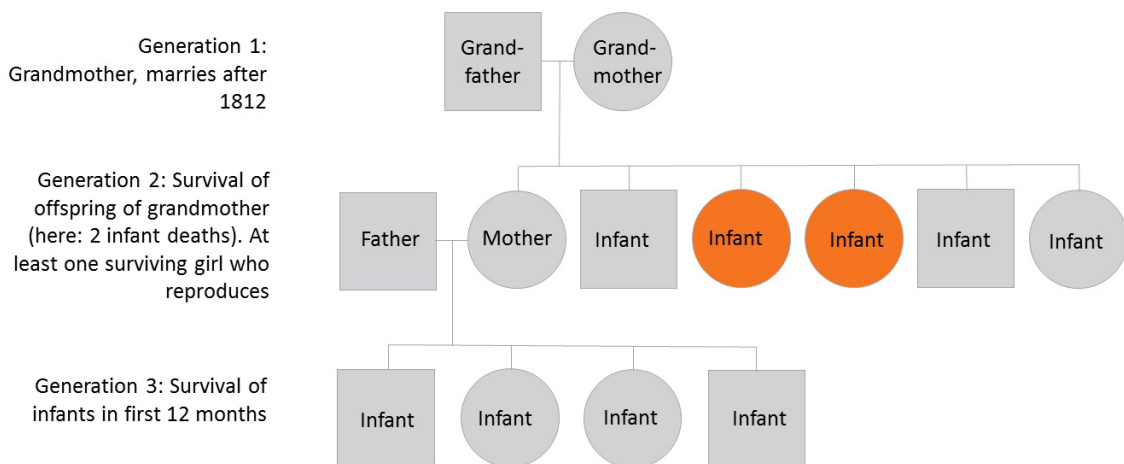 Generation 1:
Grandmother, marries after
1812
Grand-
father
Grand-
mother
Generation 2: Survival of
offspring of grandmother
(here: 2 infant deaths). At
least one surviving girl who
reproduces
Father
Mother
Infant
Infant
Infant
Infant
Infant
Generation 3: Survival of
infants in first 12 months
Infant
Infant
Infant
Infant